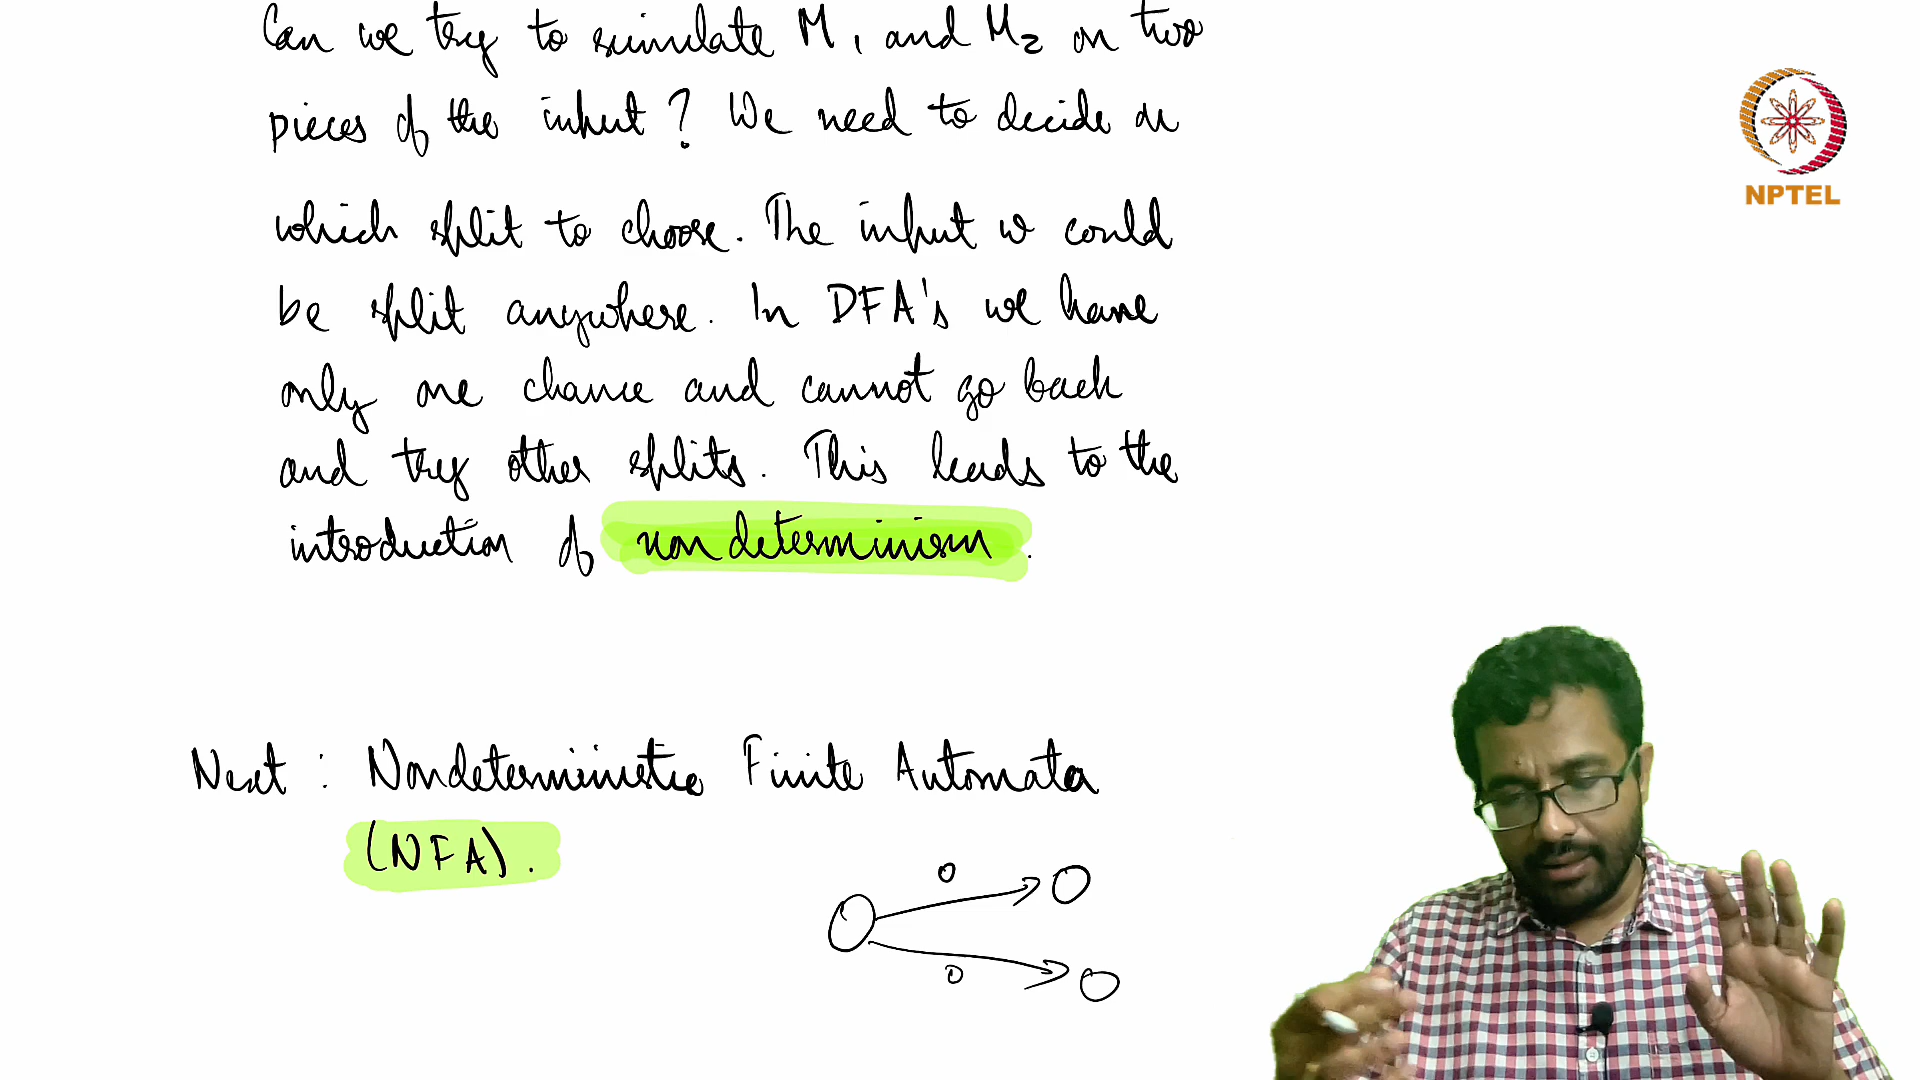 Can we try to simulate M1 and M2 on two
pieces of the input? We need to decide on
which split to choose. The input w could
be split anywhere. In DFA's we have
only one chance and cannot go back
and try other splits. This leads to the
introduction of non determinism.
Next : Nondeterministic Finite Automata
(NFA).
0
0
NPTEL